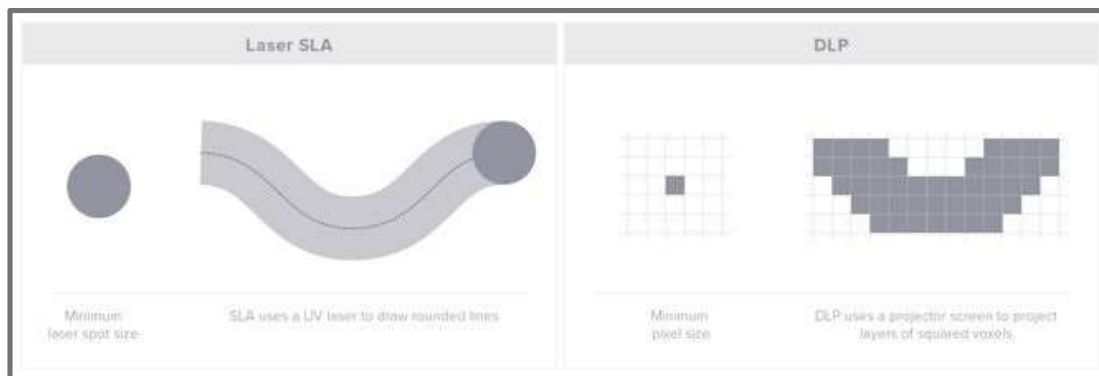 Laser SLA
Minimum
laser spot size
SLA uses a UV laser to draw rounded lines
DLP
Minimum
pixel size
DLP uses a projector screen to project
layers of squared voxels